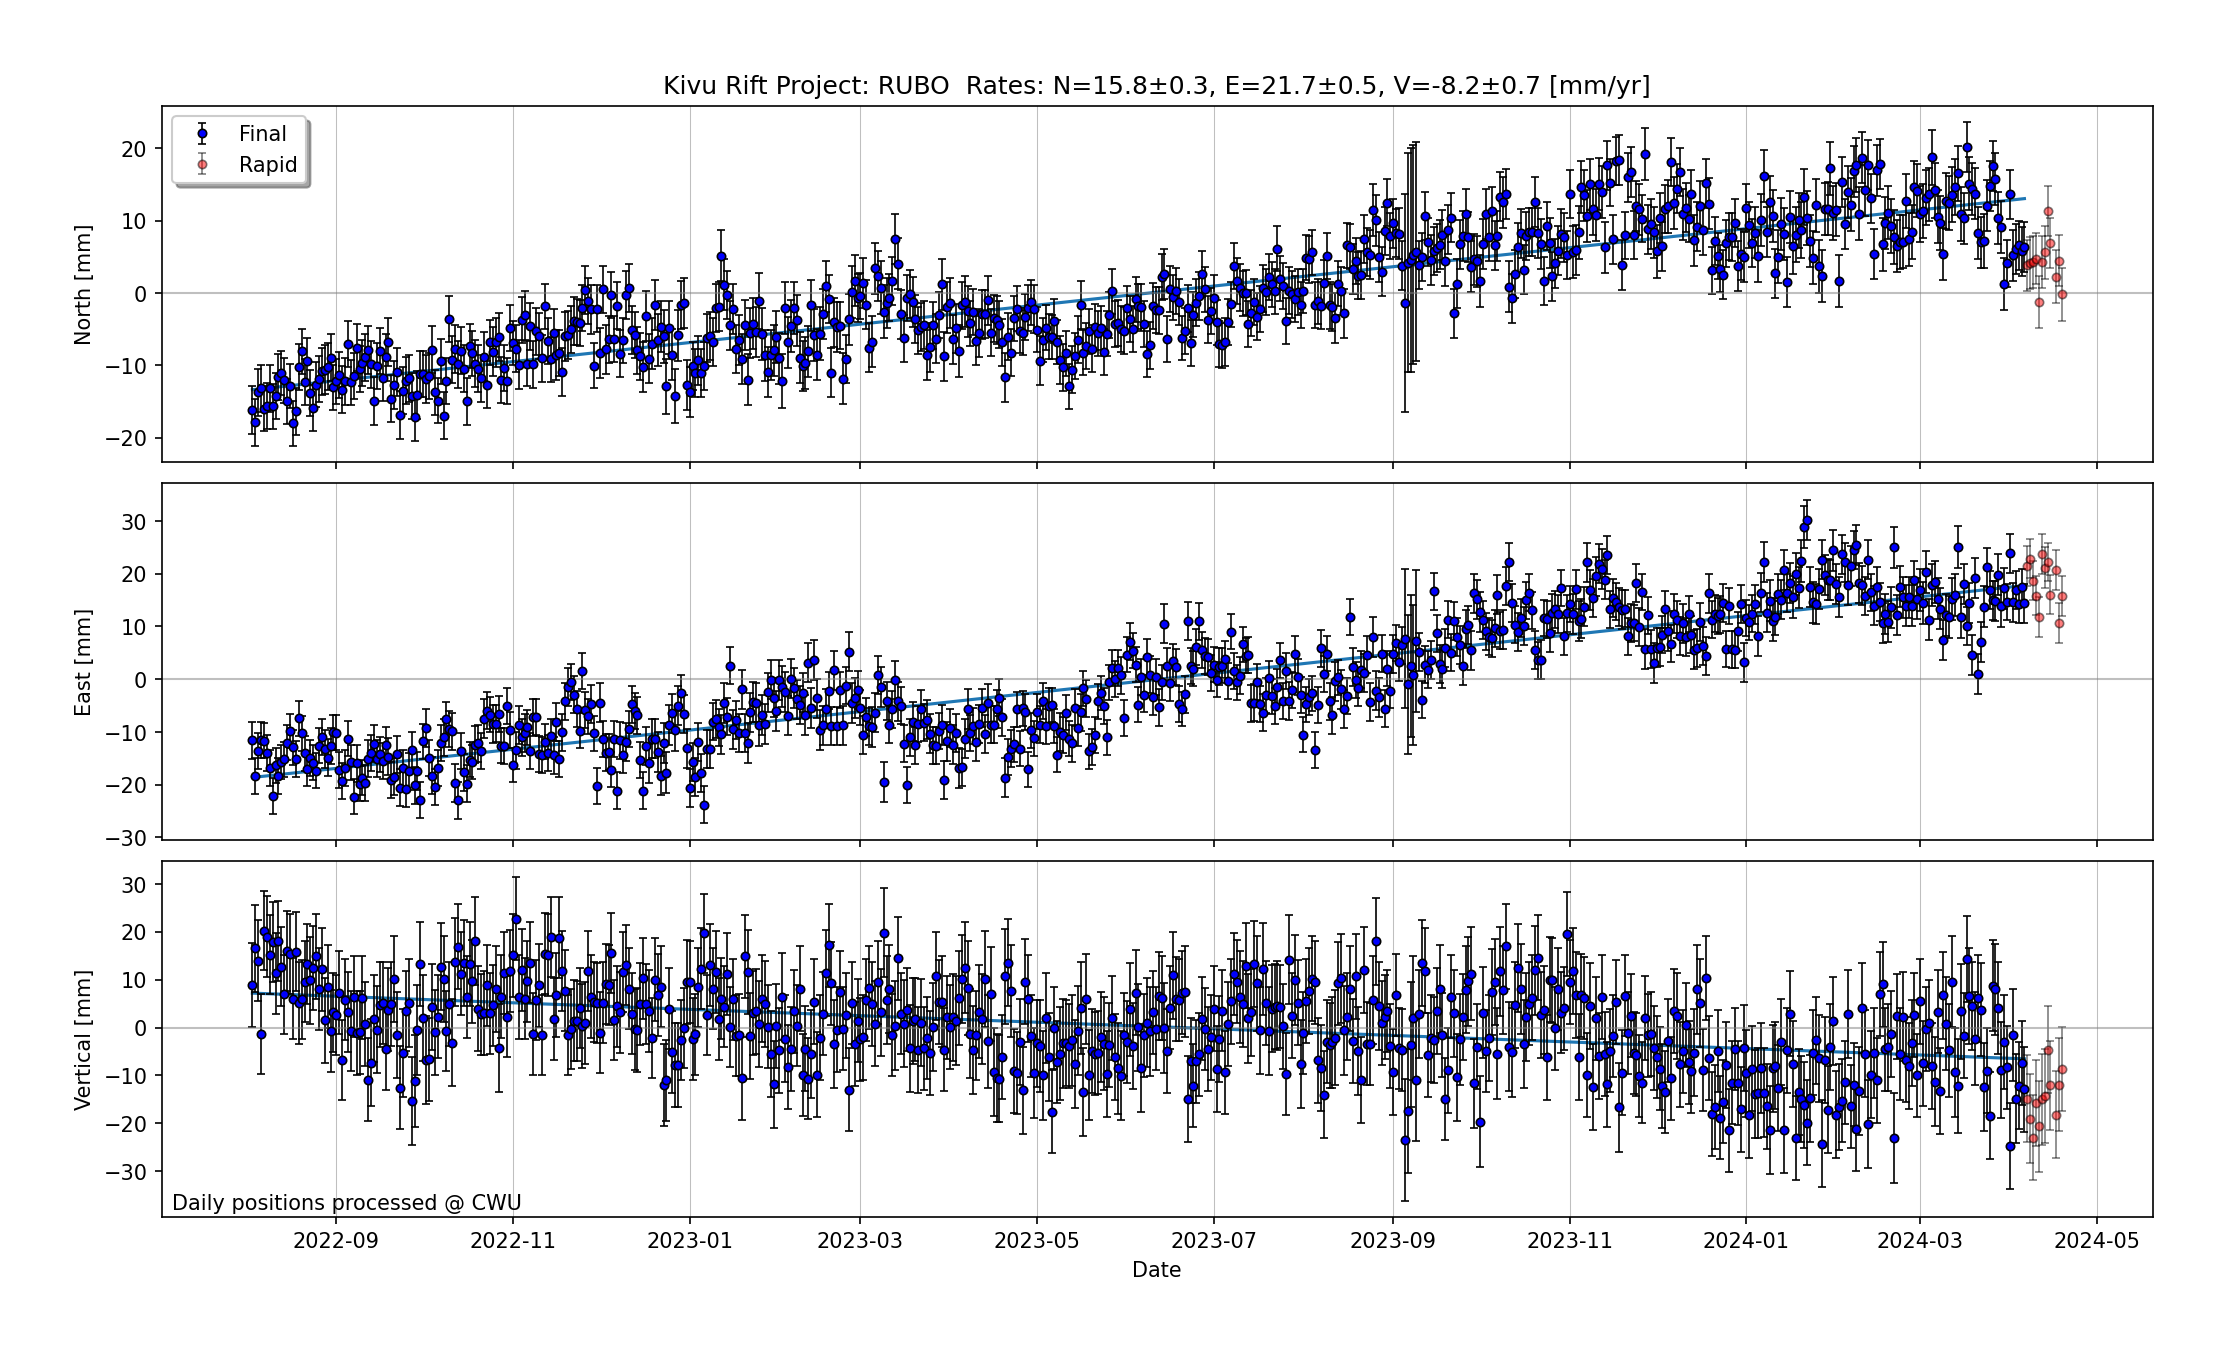 Kivu Rift Project: RUBO  Rates: N=15.8±0.3, E=21.7±0.5, V=-8.2±0.7 [mm/yr]
Final
Rapid
North [mm]
20
10
0
−10
−20
East [mm]
30
20
10
0
−10
−20
−30
Vertical [mm]
30
20
10
0
−10
−20
−30
Daily positions processed @ CWU
2022-09 2022-11 2023-01 2023-03 2023-05 2023-07 2023-09 2023-11 2024-01 2024-03 2024-05
Date